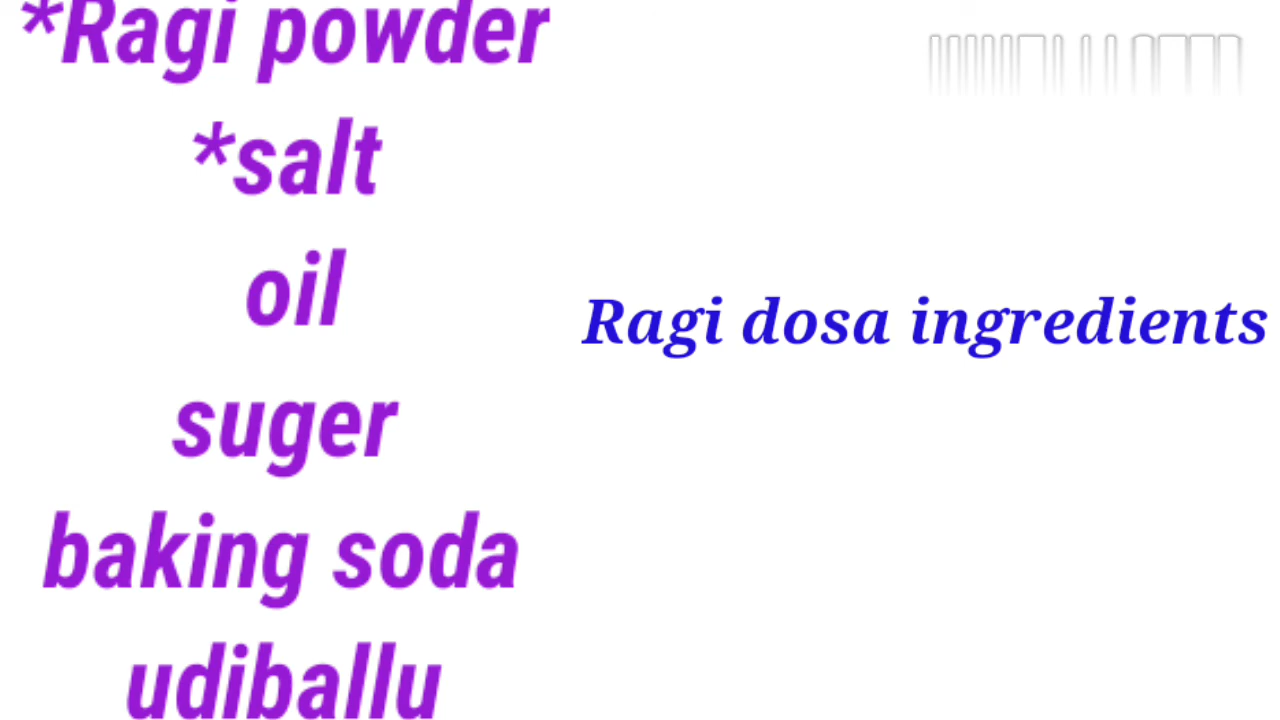 *Ragi powder
*salt
oil
suger
baking soda
udiballu
Ragi dosa ingredients